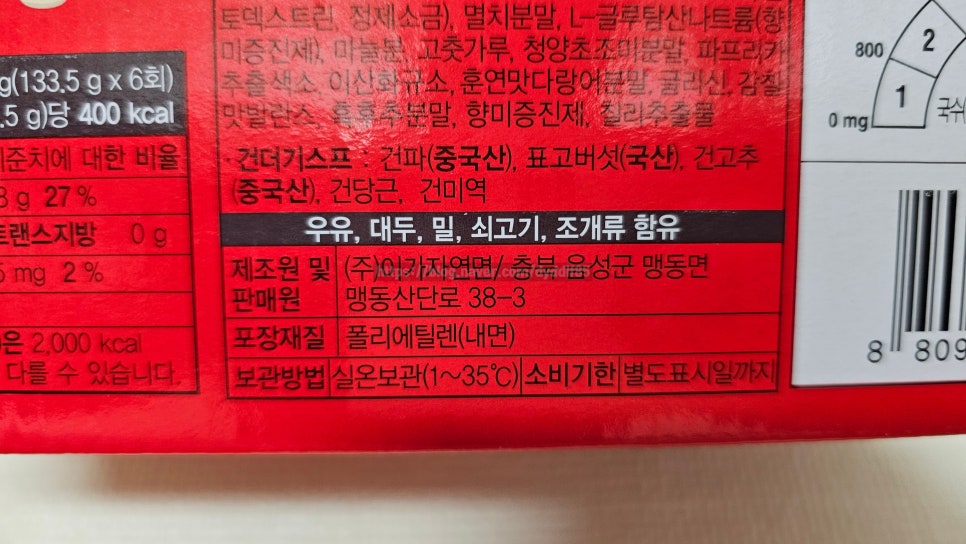 g(133.5 g x 6회)
.5 g)당 400 kcal
기준치에 대한 비율
8 g 27 %
트랜스지방 0 g
5 mg 2 %
은 2,000 kcal
다를 수 있습니다.
토덱스트린, 정제소금), 멸치분말, L-글루탐산나트륨(향
미증진제), 마늘분, 고춧가루, 청양초조미분말, 파프리카
추출색소, 이산화규소, 훈연맛다랑어분말, 글리신, 감칠
맛발란스, 흑후추분말, 향미증진제, 칠리추출물
· 건더기스프 : 건파(중국산), 표고버섯(국산), 건고추
(중국산), 건당근, 건미역
우유, 대두, 밀, 쇠고기, 조개류 함유
제조원 및 판매원 (주)이가자연면/ 충북 음성군 맹동면
맹동산단로 38-3
포장재질 폴리에틸렌(내면)
보관방법 실온보관(1~35℃) 소비기한 별도표시일까지
800
2
1
0 mg
국수
8 809